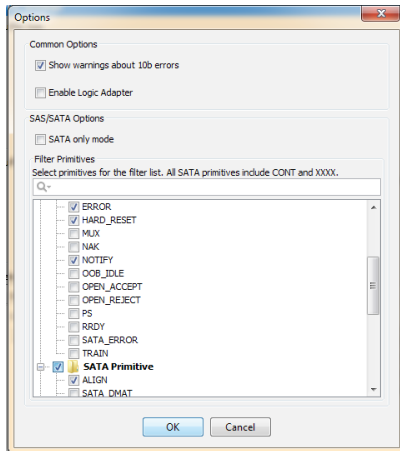 Options
Common Options
Show warnings about 10b errors
Enable Logic Adapter
SAS/SATA Options
SATA only mode
Filter Primitives
Select primitives for the filter list. All SATA primitives include CONT and XXXX.
ERROR
HARD_RESET
MUX
NAK
NOTIFY
OOB_IDLE
OPEN_ACCEPT
OPEN_REJECT
PS
RRDY
SATA_ERROR
TRAIN
SATA Primitive
ALIGN
SATA_DMAT
OK Cancel